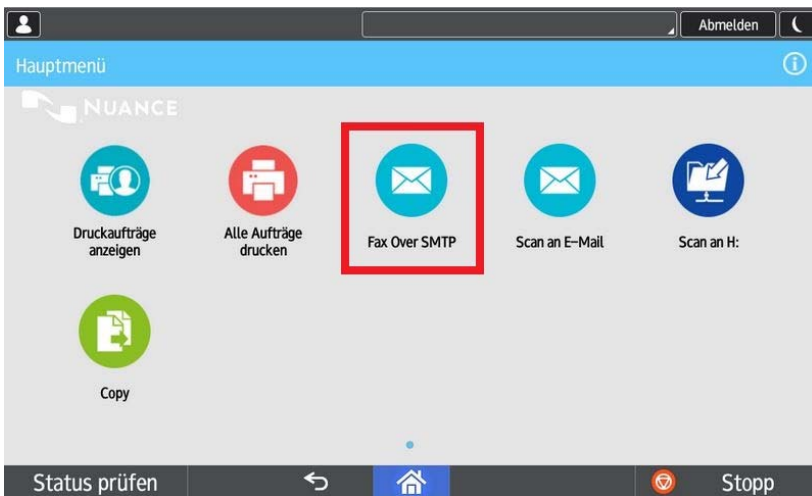 Abmelden
Hauptmenü
NUANCE
Druckaufträge
anzeigen
Alle Aufträge
drucken
Fax Over SMTP
Scan an E-Mail
Scan an H:
Copy
Status prüfen
Stopp